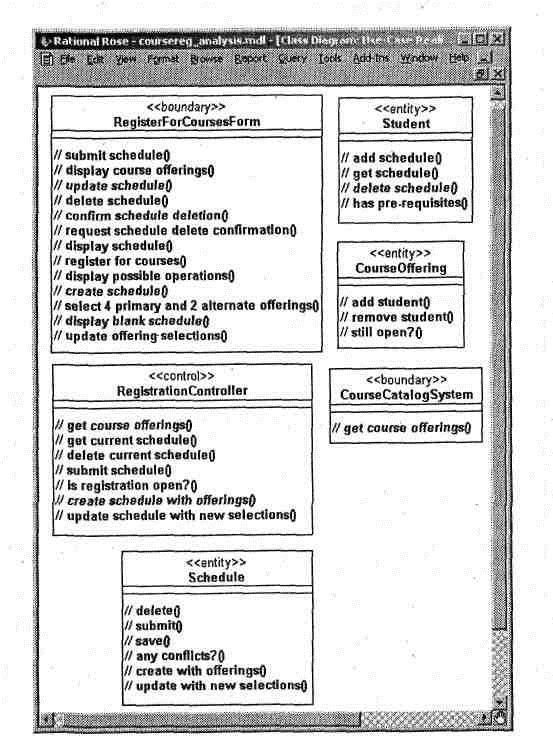 Rational Rose - coursereg_analysis.mdl - [Class Diagram: Use-Case Reali
File Edit View Format Browse Report Query Tools Add-Ins Window Help
<<boundary>>
RegisterForCoursesForm
// submit schedule()
// display course offerings()
// update schedule()
// delete schedule()
// confirm schedule deletion()
// request schedule delete confirmation()
// display schedule()
// register for courses()
// display possible operations()
// create schedule()
// select 4 primary and 2 alternate offerings()
// display blank schedule()
// update offering selections()
<<entity>>
Student
// add schedule()
// get schedule()
// delete schedule()
// has pre-requisites()
<<entity>>
CourseOffering
// add student()
// remove student()
// still open?()
<<control>>
RegistrationController
// get course offerings()
// get current schedule()
// delete current schedule()
// submit schedule()
// is registration open?()
// create schedule with offerings()
// update schedule with new selections()
<<boundary>>
CourseCatalogSystem
// get course offerings()
<<entity>>
Schedule
// delete()
// submit()
// save()
// any conflicts?()
// create with offerings()
// update with new selections()